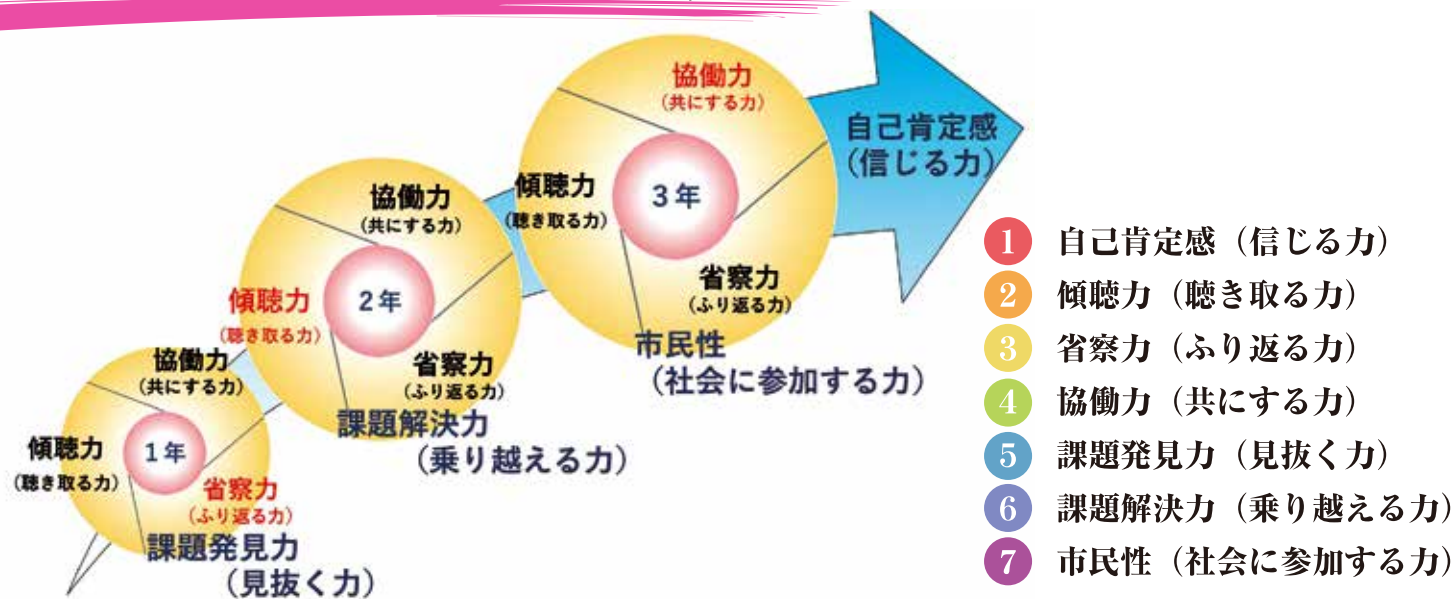 協働力
(共にする力)
傾聴力
(聴き取る力)
3年
省察力
(ふり返る力)
市民性
(社会に参加する力)
自己肯定感
(信じる力)
協働力
(共にする力)
傾聴力
(聴き取る力)
2年
省察力
(ふり返る力)
課題解決力
(乗り越える力)
協働力
(共にする力)
傾聴力
(聴き取る力)
1年
省察力
(ふり返る力)
課題発見力
(見抜く力)
1 自己肯定感(信じる力)
2 傾聴力(聴き取る力)
3 省察力(ふり返る力)
4 協働力(共にする力)
5 課題発見力(見抜く力)
6 課題解決力(乗り越える力)
7 市民性(社会に参加する力)